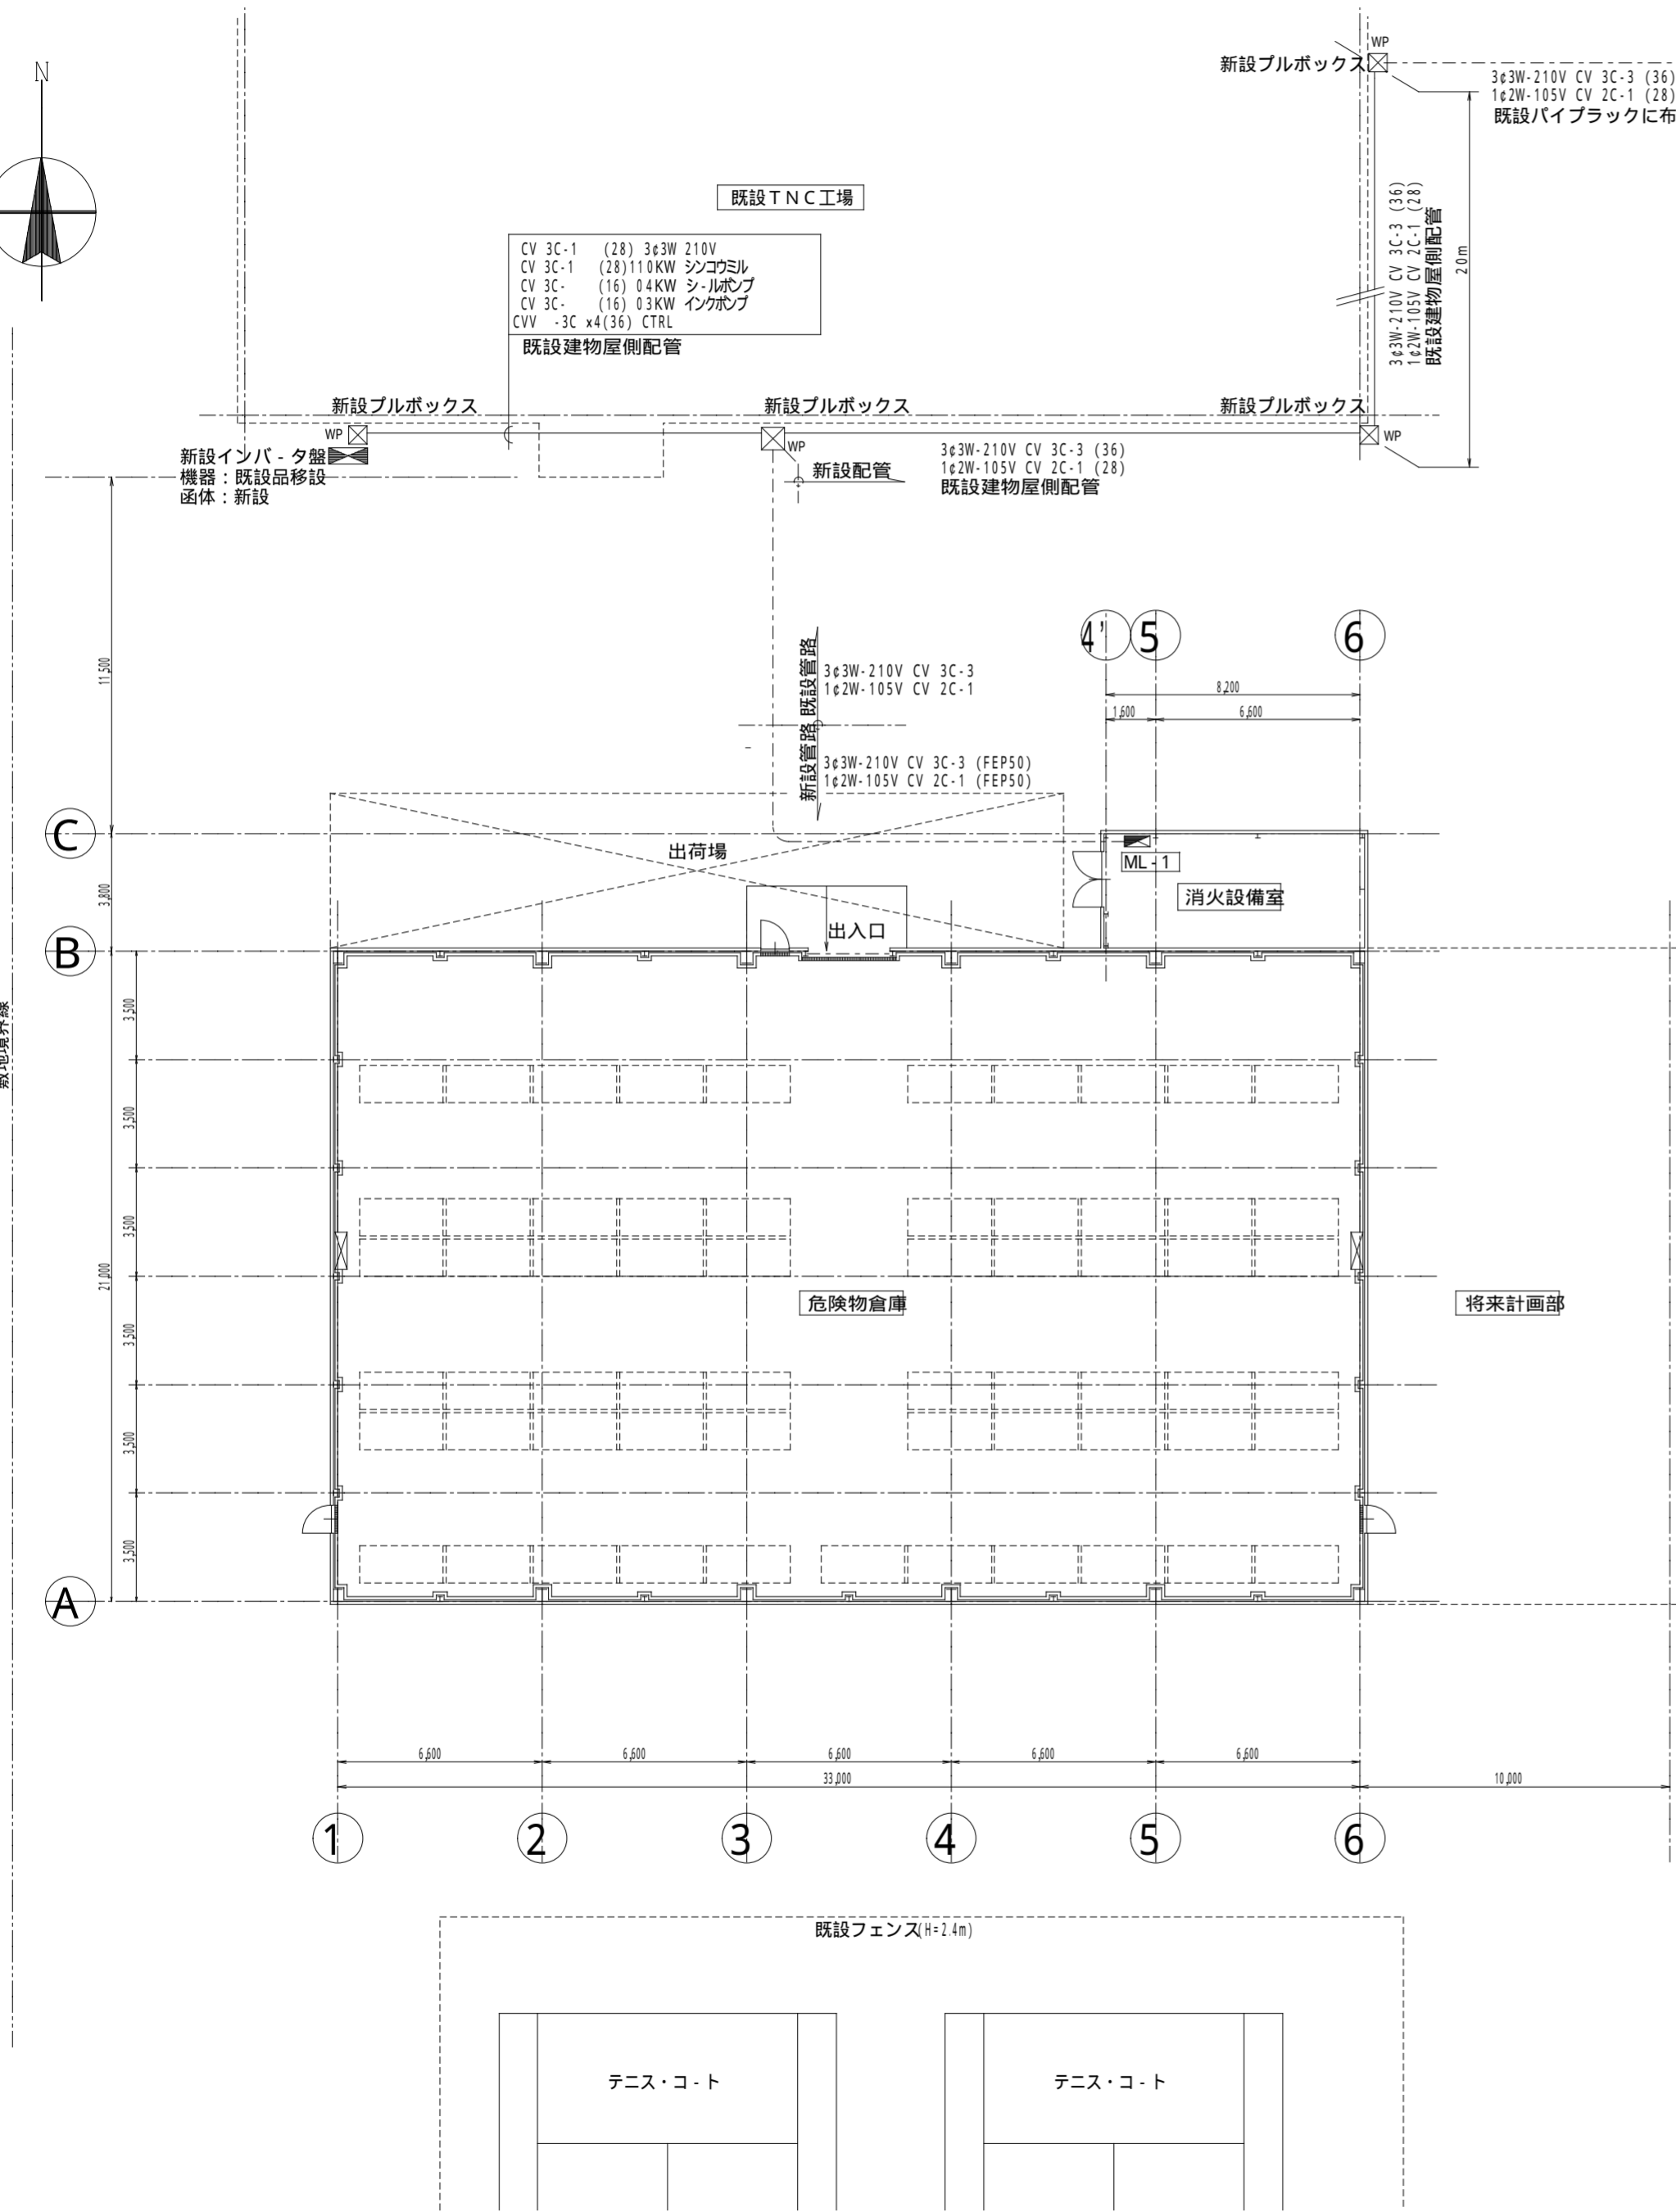 N
新設プルボックス
WP
3¢3W-210V CV 3C-3 (36)
1¢2W-105V CV 2C-1 (28)
既設パイプラックに布
既設TNC工場
CV 3C-1 (28) 3¢3W 210V
CV 3C-1 (28)110KW シンコウミル
CV 3C- (16) 04KW シ-ルポンプ
CV 3C- (16) 03KW インクポンプ
CVV -3C x4(36) CTRL
既設建物屋側配管
3¢3W-210V CV 3C-3 (36)
1¢2W-105V CV 2C-1 (28)
既設建物屋側配管
20m
新設プルボックス
新設プルボックス
新設プルボックス
WP
WP
WP
新設インバ-タ盤
機器：既設品移設
函体：新設
新設配管
3¢3W-210V CV 3C-3 (36)
1¢2W-105V CV 2C-1 (28)
既設建物屋側配管
11,500
4' 5 6
既設管路
3¢3W-210V CV 3C-3
1¢2W-105V CV 2C-1
8,200
1,600 6,600
新設管路
3¢3W-210V CV 3C-3 (FEP50)
1¢2W-105V CV 2C-1 (FEP50)
C
出荷場
ML-1
消火設備室
3,800
出入口
B
敷地境界線
3,500
3,500
3,500
21,000
3,500
3,500
3,500
危険物倉庫
将来計画部
A
6,600 6,600 6,600 6,600 6,600
33,000 10,000
1 2 3 4 5 6
既設フェンス(H=2.4m)
テニス・コ-ト
テニス・コ-ト